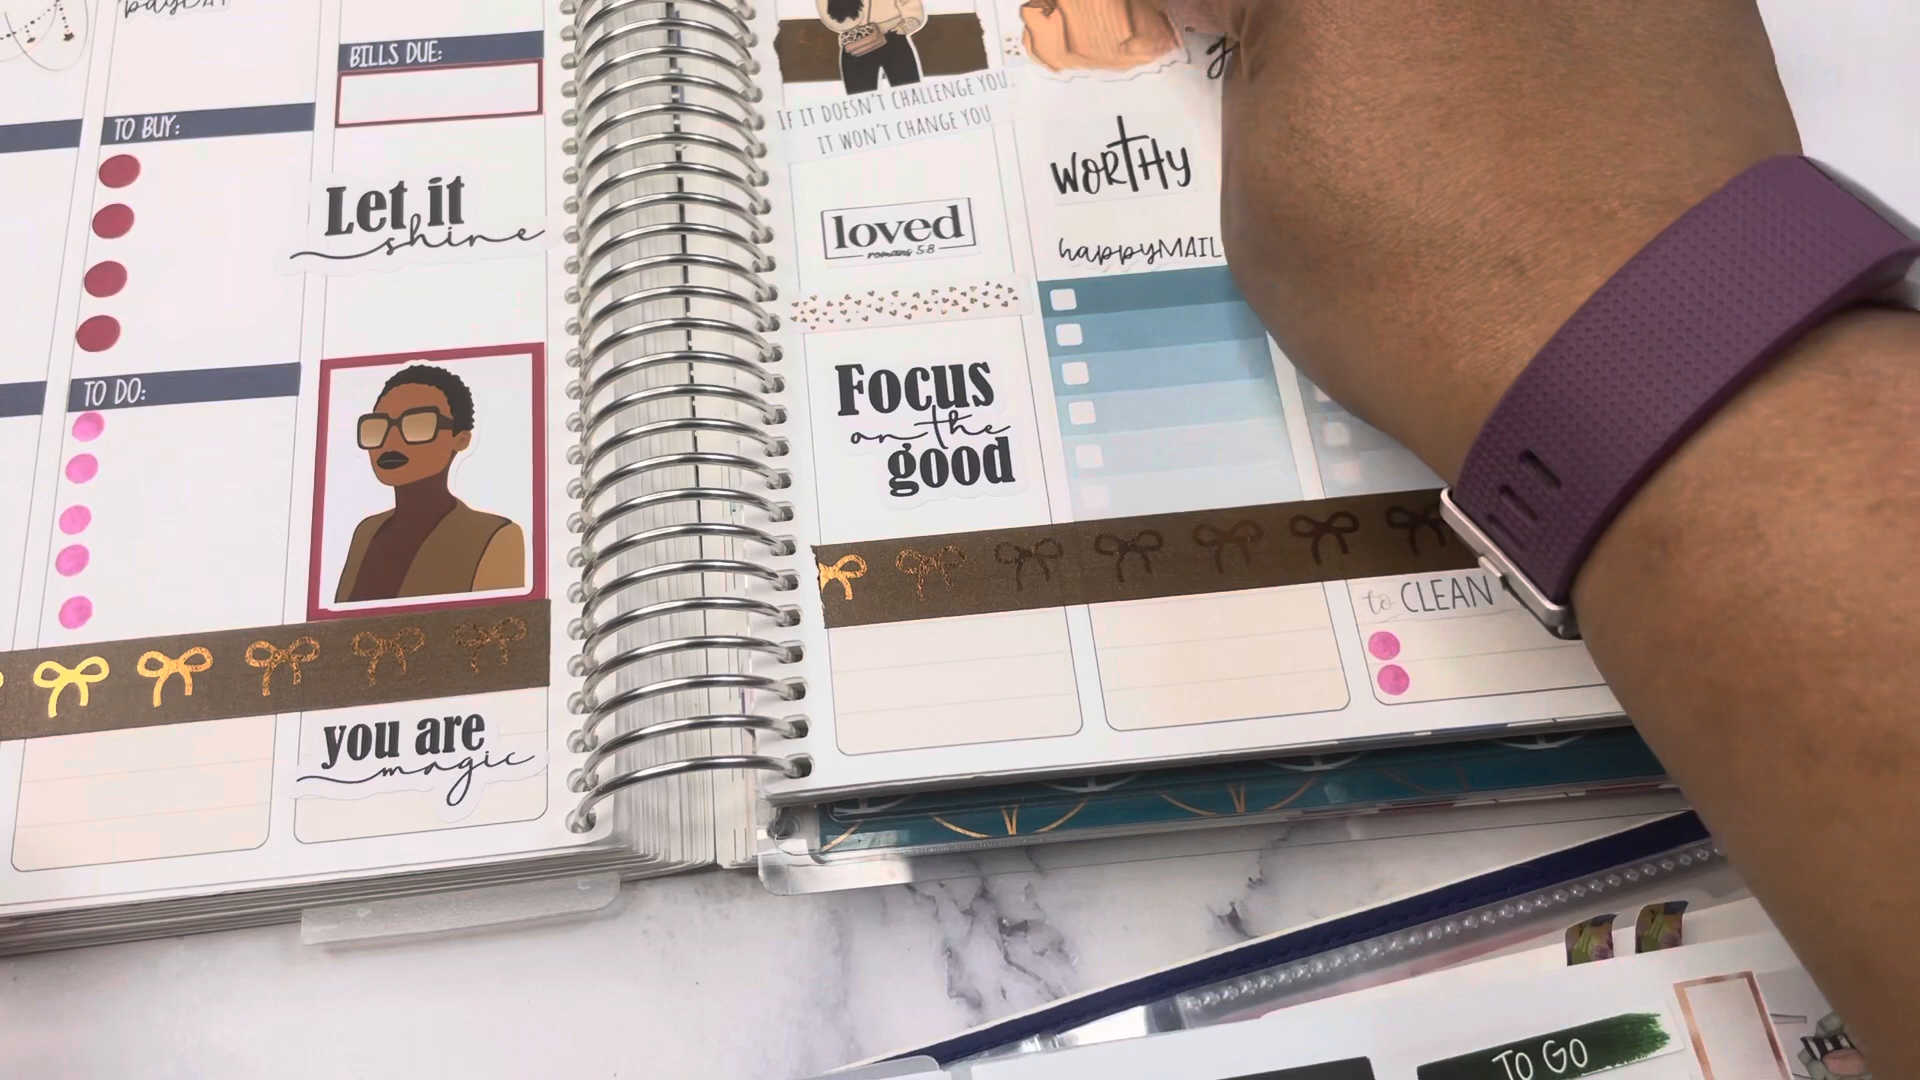 payDAY
BILLS DUE:
TO BUY:
Let it
shine
TO DO:
you are
magic
IF IT DOESN'T CHALLENGE YOU.
IT WON'T CHANGE YOU
loved
romans 5:8
Focus
on the
good
WORTHY
happyMAIL
to CLEAN
TO GO